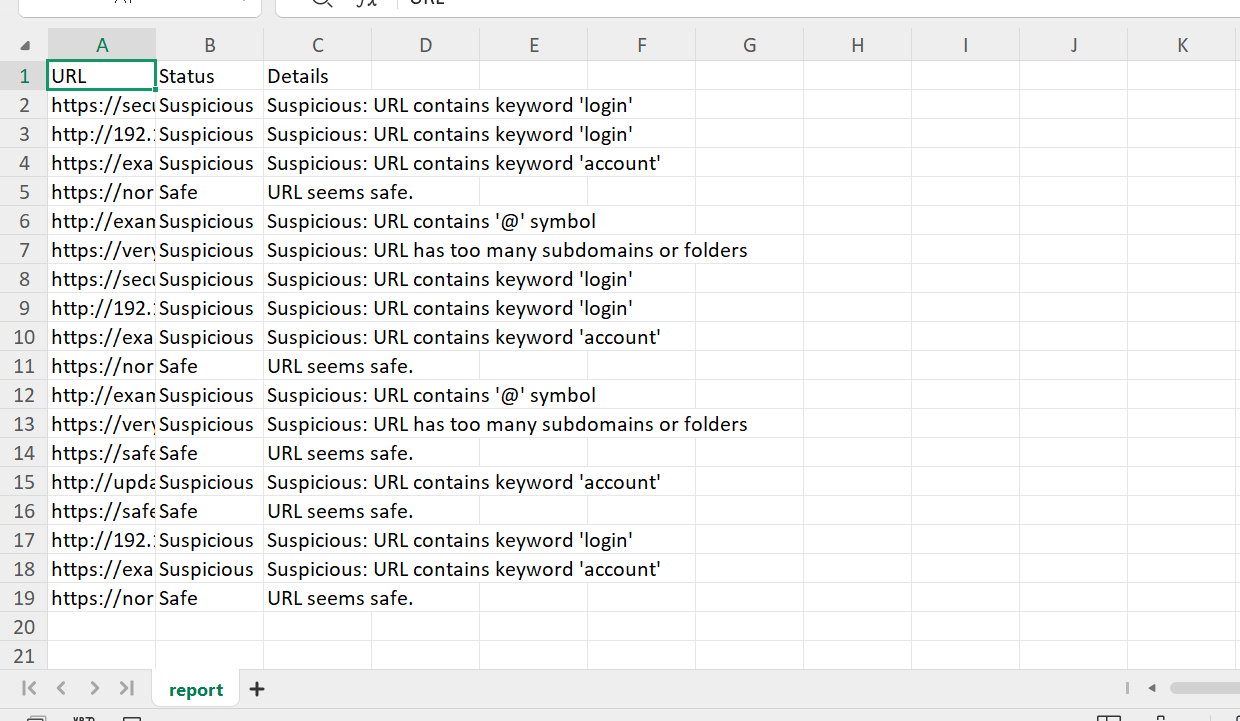 URL
A B C D E F G H I J K
1 URL Status Details
2 https://secu Suspicious Suspicious: URL contains keyword 'login'
3 http://192. Suspicious Suspicious: URL contains keyword 'login'
4 https://exa Suspicious Suspicious: URL contains keyword 'account'
5 https://nor Safe URL seems safe.
6 http://exam Suspicious Suspicious: URL contains '@' symbol
7 https://very Suspicious Suspicious: URL has too many subdomains or folders
8 https://secu Suspicious Suspicious: URL contains keyword 'login'
9 http://192. Suspicious Suspicious: URL contains keyword 'login'
10 https://exa Suspicious Suspicious: URL contains keyword 'account'
11 https://nor Safe URL seems safe.
12 http://exam Suspicious Suspicious: URL contains '@' symbol
13 https://very Suspicious Suspicious: URL has too many subdomains or folders
14 https://safe Safe URL seems safe.
15 http://upda Suspicious Suspicious: URL contains keyword 'account'
16 https://safe Safe URL seems safe.
17 http://192. Suspicious Suspicious: URL contains keyword 'login'
18 https://exa Suspicious Suspicious: URL contains keyword 'account'
19 https://nor Safe URL seems safe.
20
21
report